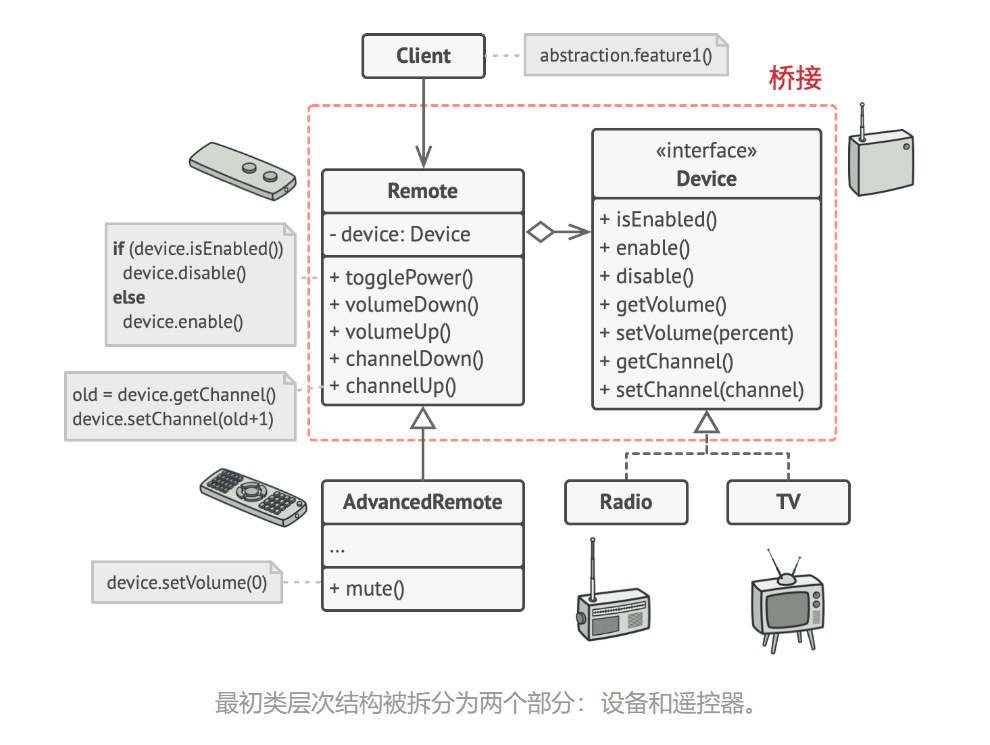 Client
abstraction.feature1()
桥接
Remote
- device: Device
+ togglePower()
+ volumeDown()
+ volumeUp()
+ channelDown()
+ channelUp()
«interface»
Device
+ isEnabled()
+ enable()
+ disable()
+ getVolume()
+ setVolume(percent)
+ getChannel()
+ setChannel(channel)
if (device.isEnabled())
device.disable()
else
device.enable()
old = device.getChannel()
device.setChannel(old+1)
AdvancedRemote
...
+ mute()
device.setVolume(0)
Radio
TV
最初类层次结构被拆分为两个部分：设备和遥控器。